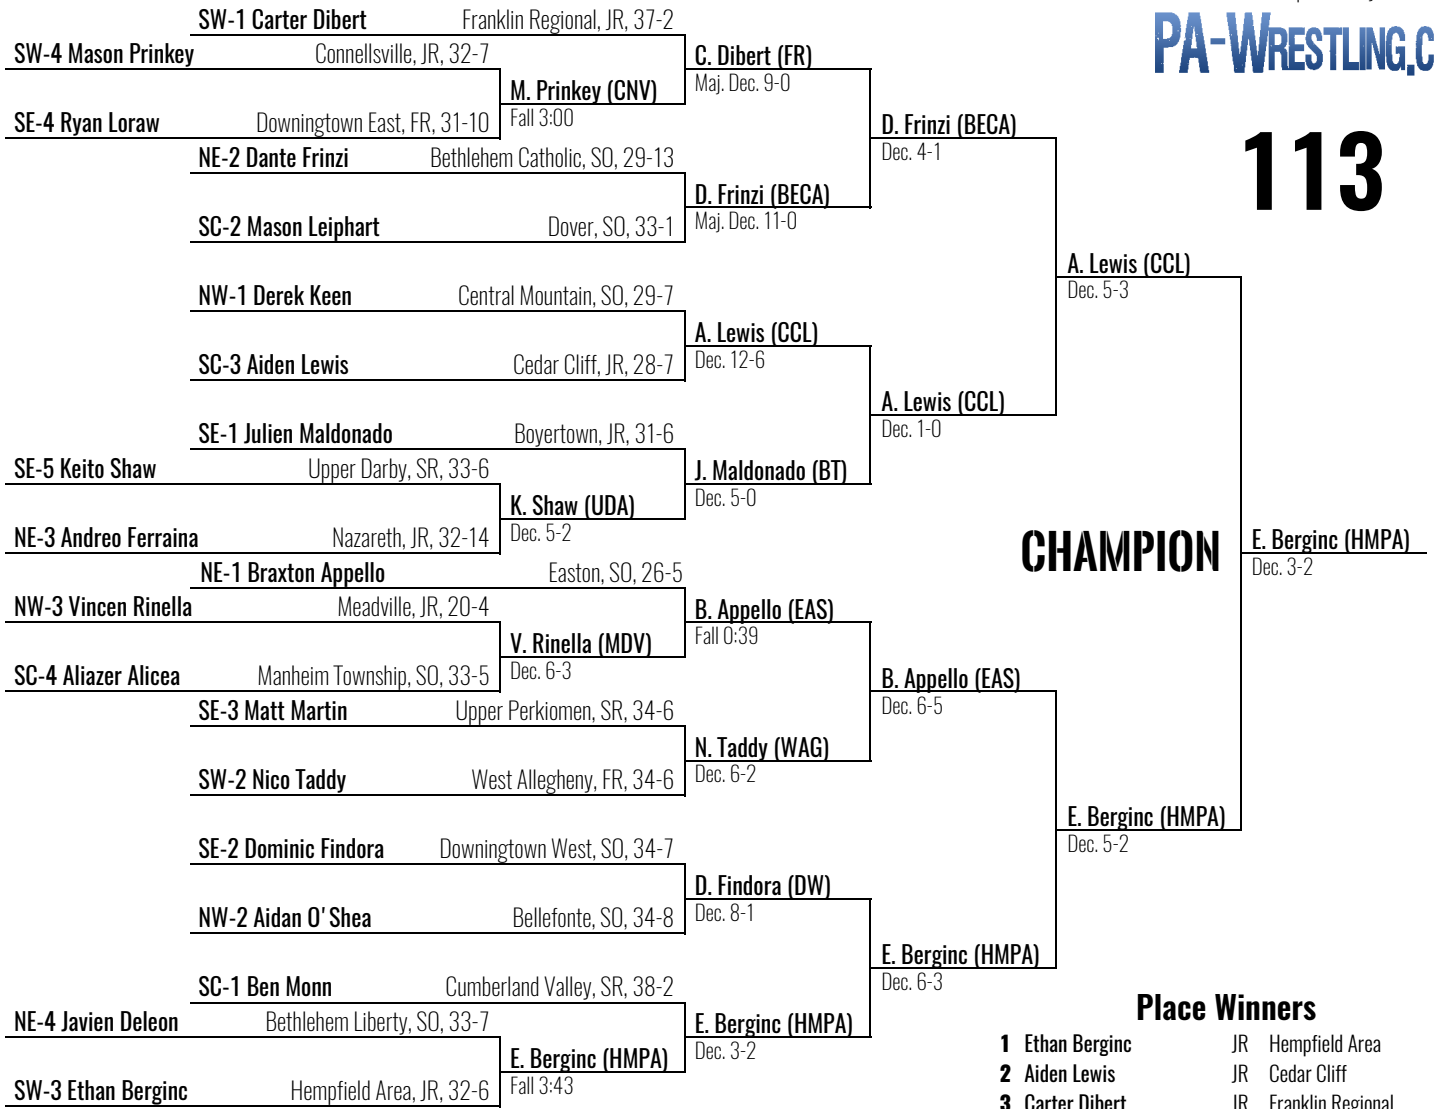 SW-1 Carter Dibert Franklin Regional, JR, 37-2
SW-4 Mason Prinkey Connellsville, JR, 32-7
C. Dibert (FR)
Maj. Dec. 9-0
M. Prinkey (CNV)
Fall 3:00
SE-4 Ryan Loraw Downingtown East, FR, 31-10
D. Frinzi (BECA)
Dec. 4-1
NE-2 Dante Frinzi Bethlehem Catholic, SO, 29-13
D. Frinzi (BECA)
Maj. Dec. 11-0
SC-2 Mason Leiphart Dover, SO, 33-1
PA-WRESTLING.C
113
A. Lewis (CCL)
Dec. 5-3
NW-1 Derek Keen Central Mountain, SO, 29-7
A. Lewis (CCL)
Dec. 12-6
SC-3 Aiden Lewis Cedar Cliff, JR, 28-7
A. Lewis (CCL)
Dec. 1-0
SE-1 Julien Maldonado Boyertown, JR, 31-6
SE-5 Keito Shaw Upper Darby, SR, 33-6
J. Maldonado (BT)
Dec. 5-0
K. Shaw (UDA)
Dec. 5-2
NE-3 Andreo Ferraina Nazareth, JR, 32-14
CHAMPION
E. Berginc (HMPA)
Dec. 3-2
NE-1 Braxton Appello Easton, SO, 26-5
NW-3 Vincen Rinella Meadville, JR, 20-4
B. Appello (EAS)
Fall 0:39
V. Rinella (MDV)
Dec. 6-3
SC-4 Aliazer Alicea Manheim Township, SO, 33-5
B. Appello (EAS)
Dec. 6-5
SE-3 Matt Martin Upper Perkiomen, SR, 34-6
N. Taddy (WAG)
Dec. 6-2
SW-2 Nico Taddy West Allegheny, FR, 34-6
E. Berginc (HMPA)
Dec. 5-2
SE-2 Dominic Findora Downingtown West, SO, 34-7
D. Findora (DW)
Dec. 8-1
NW-2 Aidan O'Shea Bellefonte, SO, 34-8
E. Berginc (HMPA)
Dec. 6-3
SC-1 Ben Monn Cumberland Valley, SR, 38-2
NE-4 Javien Deleon Bethlehem Liberty, SO, 33-7
E. Berginc (HMPA)
Dec. 3-2
E. Berginc (HMPA)
Fall 3:43
SW-3 Ethan Berginc Hempfield Area, JR, 32-6
Place Winners
1 Ethan Berginc JR Hempfield Area
2 Aiden Lewis JR Cedar Cliff
3 Carter Dibert JR Franklin Regional